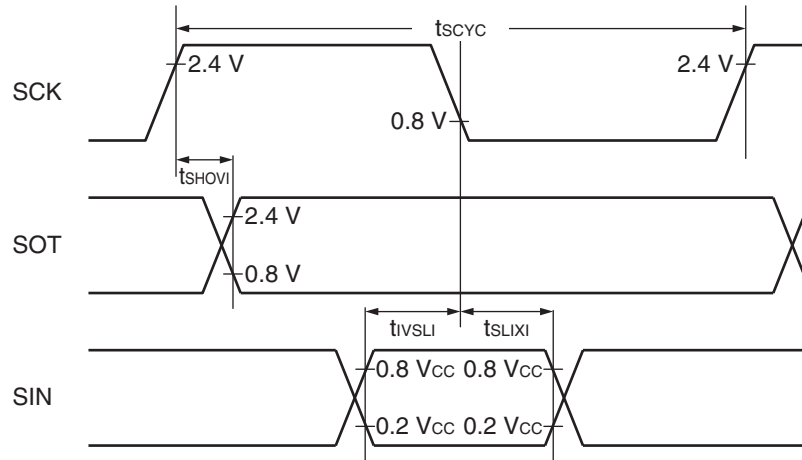 tSCYC
2.4 V 2.4 V
SCK
0.8 V
tSHOVI
2.4 V
SOT
0.8 V
tIVSLI tSLIXI
0.8 VCC 0.8 VCC
SIN
0.2 VCC 0.2 VCC